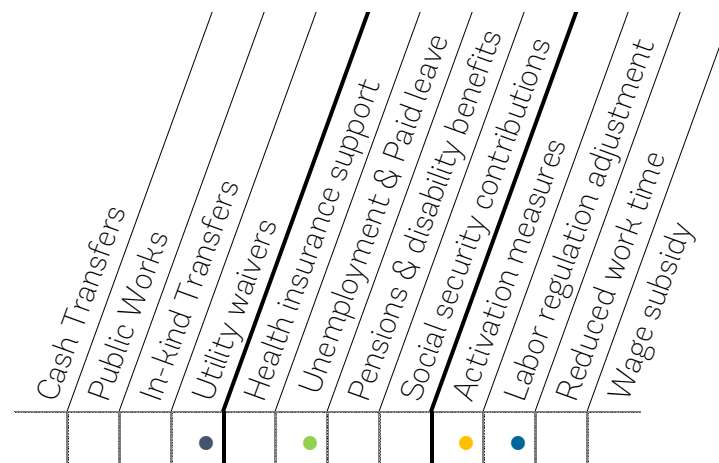 Cash Transfers
Public Works
In-kind Transfers
Utility waivers
Health insurance support
Unemployment & Paid leave
Pensions & disability benefits
Social security contributions
Activation measures
Labor regulation adjustment
Reduced work time
Wage subsidy